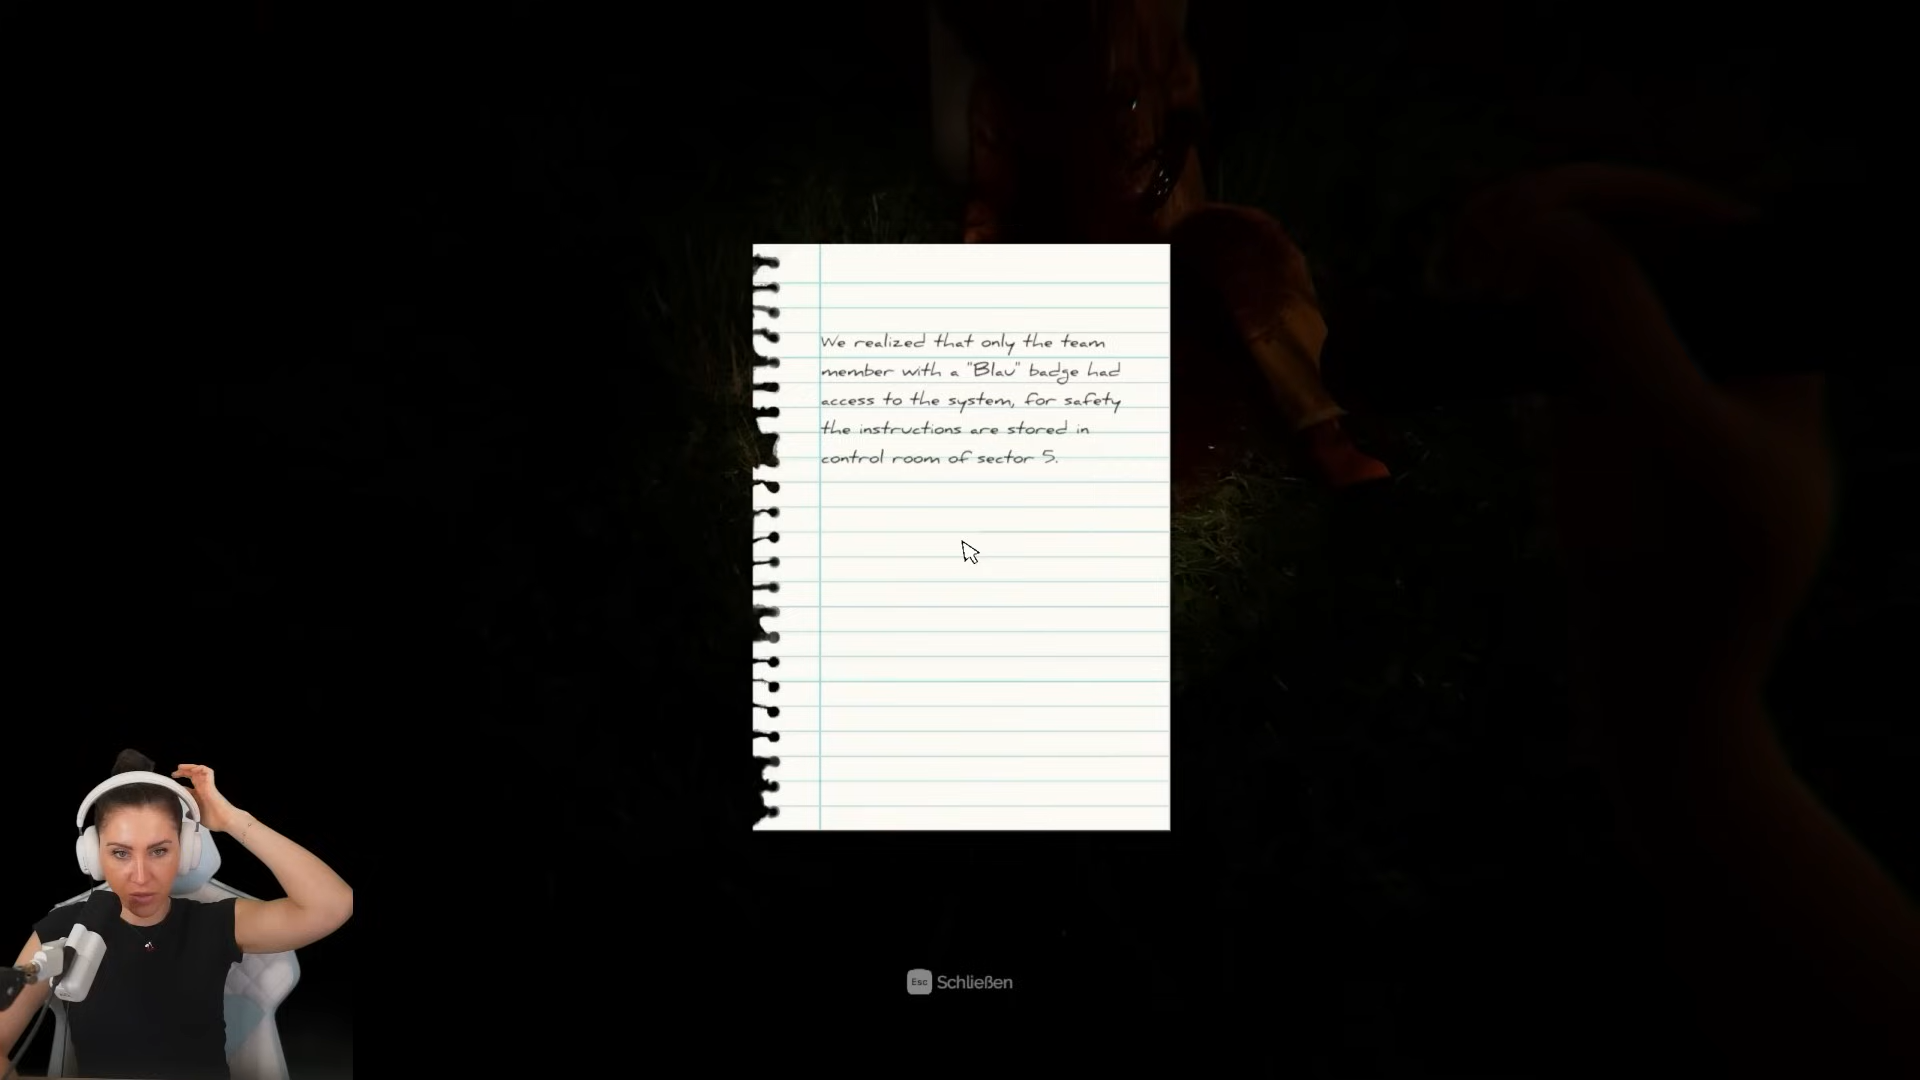 We realized that only the team
member with a "Blau" badge had
access to the system, for safety
the instructions are stored in
control room of sector 5.
Esc Schließen